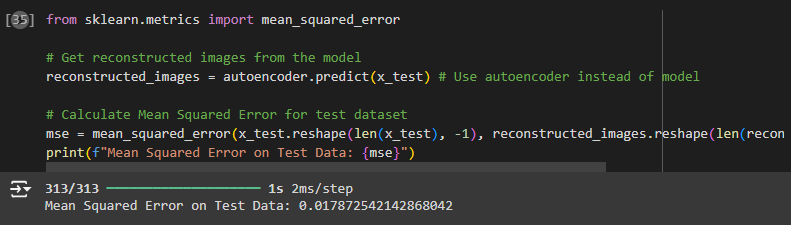 [35] from sklearn.metrics import mean_squared_error
# Get reconstructed images from the model
reconstructed_images = autoencoder.predict(x_test) # Use autoencoder instead of model
# Calculate Mean Squared Error for test dataset
mse = mean_squared_error(x_test.reshape(len(x_test), -1), reconstructed_images.reshape(len(recon
print(f"Mean Squared Error on Test Data: {mse}")
313/313 ━━━━━━━━━━━━━━━━━━━━ 1s 2ms/step
Mean Squared Error on Test Data: 0.017872542142868042